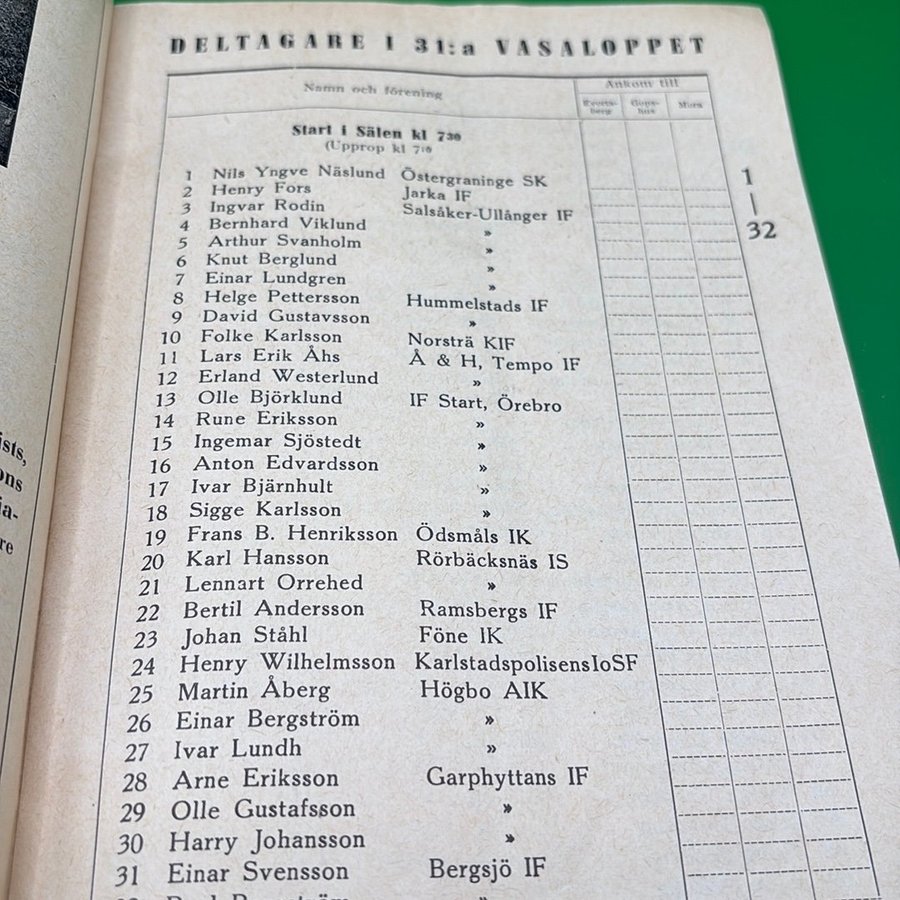 DELTAGARE I 31:a VASALOPPET
Namn och förening Ankom till
Evertsberg Gopshus Mora
Start i Sälen kl 7³⁰
(Upprop kl 7¹⁰
1 Nils Yngve Näslund Östergraninge SK
2 Henry Fors Jarka IF
3 Ingvar Rodin Salsåker-Ullånger IF
4 Bernhard Viklund »
5 Arthur Svanholm »
6 Knut Berglund »
7 Einar Lundgren »
8 Helge Pettersson Hummelstads IF
9 David Gustavsson »
10 Folke Karlsson Norsträ KIF
11 Lars Erik Åhs Å & H, Tempo IF
12 Erland Westerlund »
13 Olle Björklund IF Start, Örebro
14 Rune Eriksson »
15 Ingemar Sjöstedt »
16 Anton Edvardsson »
17 Ivar Bjärnhult »
18 Sigge Karlsson »
19 Frans B. Henriksson Ödsmåls IK
20 Karl Hansson Rörbäcksnäs IS
21 Lennart Orrehed »
22 Bertil Andersson Ramsbergs IF
23 Johan Ståhl Föne IK
24 Henry Wilhelmsson KarlstadspolisensIoSF
25 Martin Åberg Högbo AIK
26 Einar Bergström »
27 Ivar Lundh »
28 Arne Eriksson Garphyttans IF
29 Olle Gustafsson »
30 Harry Johansson »
31 Einar Svensson Bergsjö IF
1
|
32
ists,
ons
ja-
re